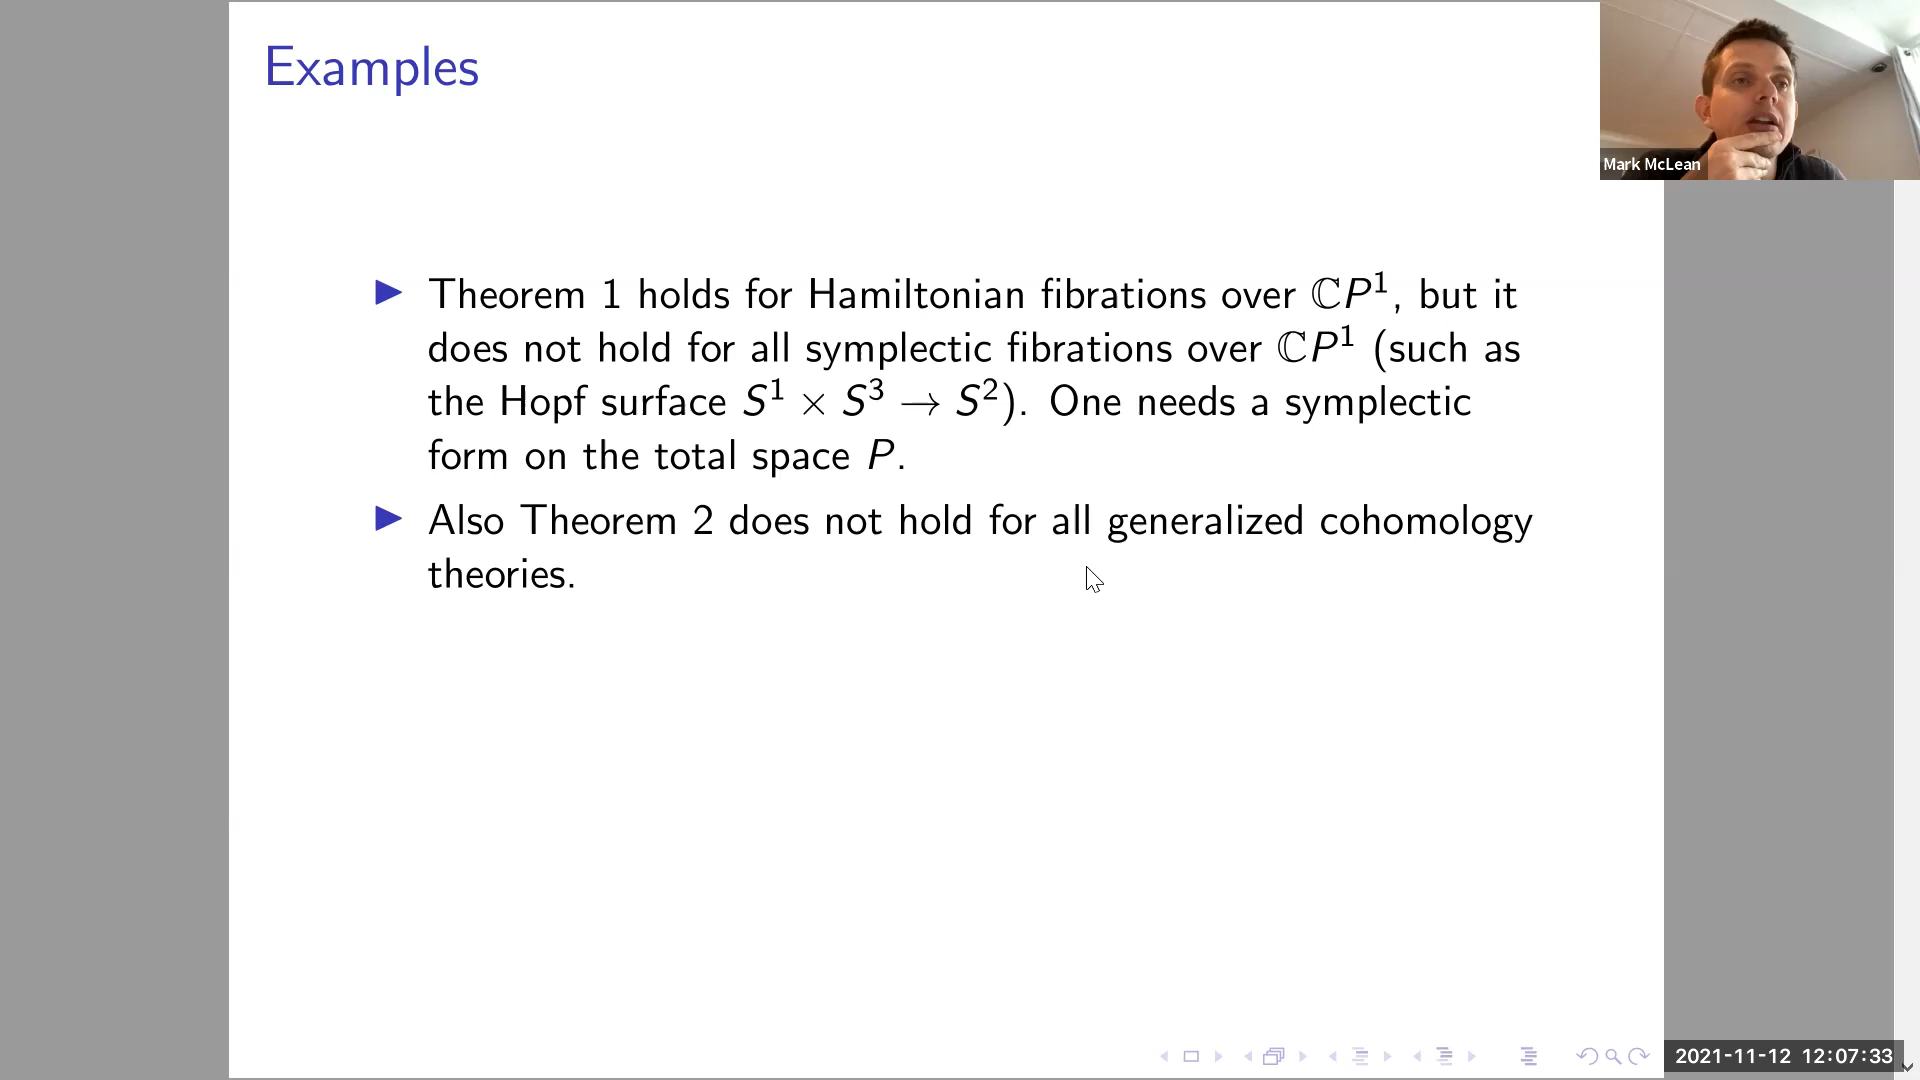 Examples
Mark McLean
▶ Theorem 1 holds for Hamiltonian fibrations over ℂP¹, but it
does not hold for all symplectic fibrations over ℂP¹ (such as
the Hopf surface S¹ × S³ → S²). One needs a symplectic
form on the total space P.
▶ Also Theorem 2 does not hold for all generalized cohomology
theories.
2021-11-12 12:07:33